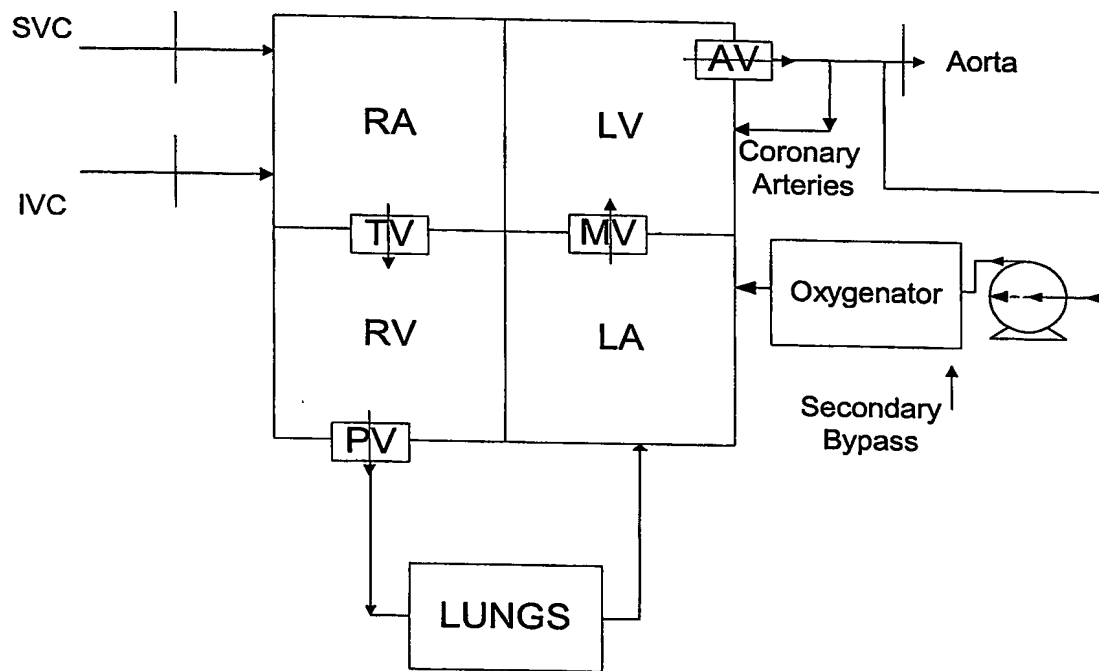 SVC
AV
Aorta
RA
LV
Coronary
Arteries
IVC
TV
MV
Oxygenator
RV
LA
Secondary
Bypass
PV
LUNGS